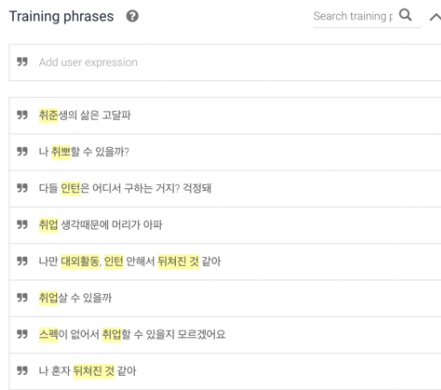 Training phrases
Search training p
Add user expression
취준생의 삶은 고달파
나 취뽀할 수 있을까?
다들 인턴은 어디서 구하는 거지? 걱정돼
취업 생각때문에 머리가 아파
나만 대외활동, 인턴 안해서 뒤쳐진 것 같아
취업살 수 있을까
스펙이 없어서 취업할 수 있을지 모르겠어요
나 혼자 뒤쳐진 것 같아